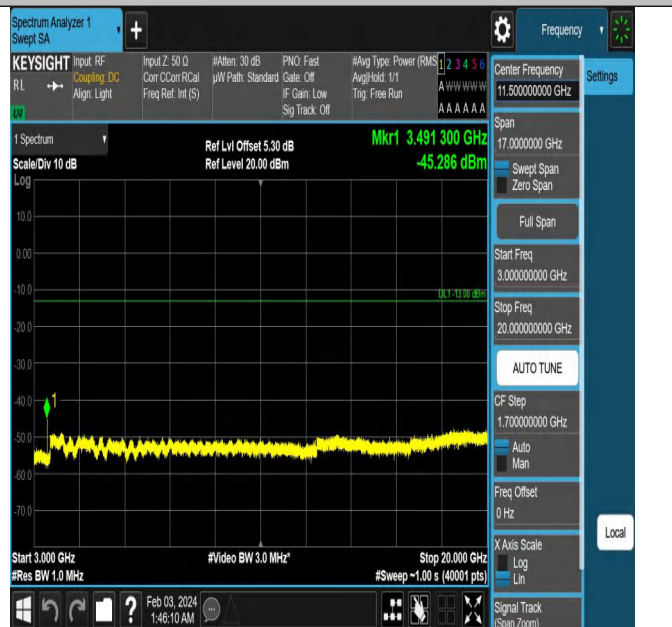 Spectrum Analyzer 1
Swept SA
+
Frequency
KEYSIGHT
RL
LXI
Input: RF
Coupling: DC
Align: Light
Input Z: 50 Ω
Corr CCorr RCal
Freq Ref: Int (S)
#Atten: 30 dB
µW Path: Standard
PNO: Fast
Gate: Off
IF Gain: Low
Sig Track: Off
#Avg Type: Power (RMS
Avg|Hold: 1/1
Trig: Free Run
1 2 3 4 5 6
A W W W W W
A A A A A A
1 Spectrum
Scale/Div 10 dB
Log
Ref Lvl Offset 5.30 dB
Ref Level 20.00 dBm
Mkr1 3.491 300 GHz
-45.286 dBm
10.0
0.00
-10.0
-20.0
-30.0
-40.0
-50.0
-60.0
-70.0
DL1 -13.00 dBm
1
Start 3.000 GHz
#Res BW 1.0 MHz
#Video BW 3.0 MHz*
Stop 20.000 GHz
#Sweep ~1.00 s (40001 pts)
?
Feb 03, 2024
1:46:10 AM
Center Frequency
11.500000000 GHz
Span
17.0000000 GHz
Swept Span
Zero Span
Full Span
Start Freq
3.000000000 GHz
Stop Freq
20.000000000 GHz
AUTO TUNE
CF Step
1.700000000 GHz
Auto
Man
Freq Offset
0 Hz
X Axis Scale
Log
Lin
Signal Track
(Span Zoom)
Settings
Local